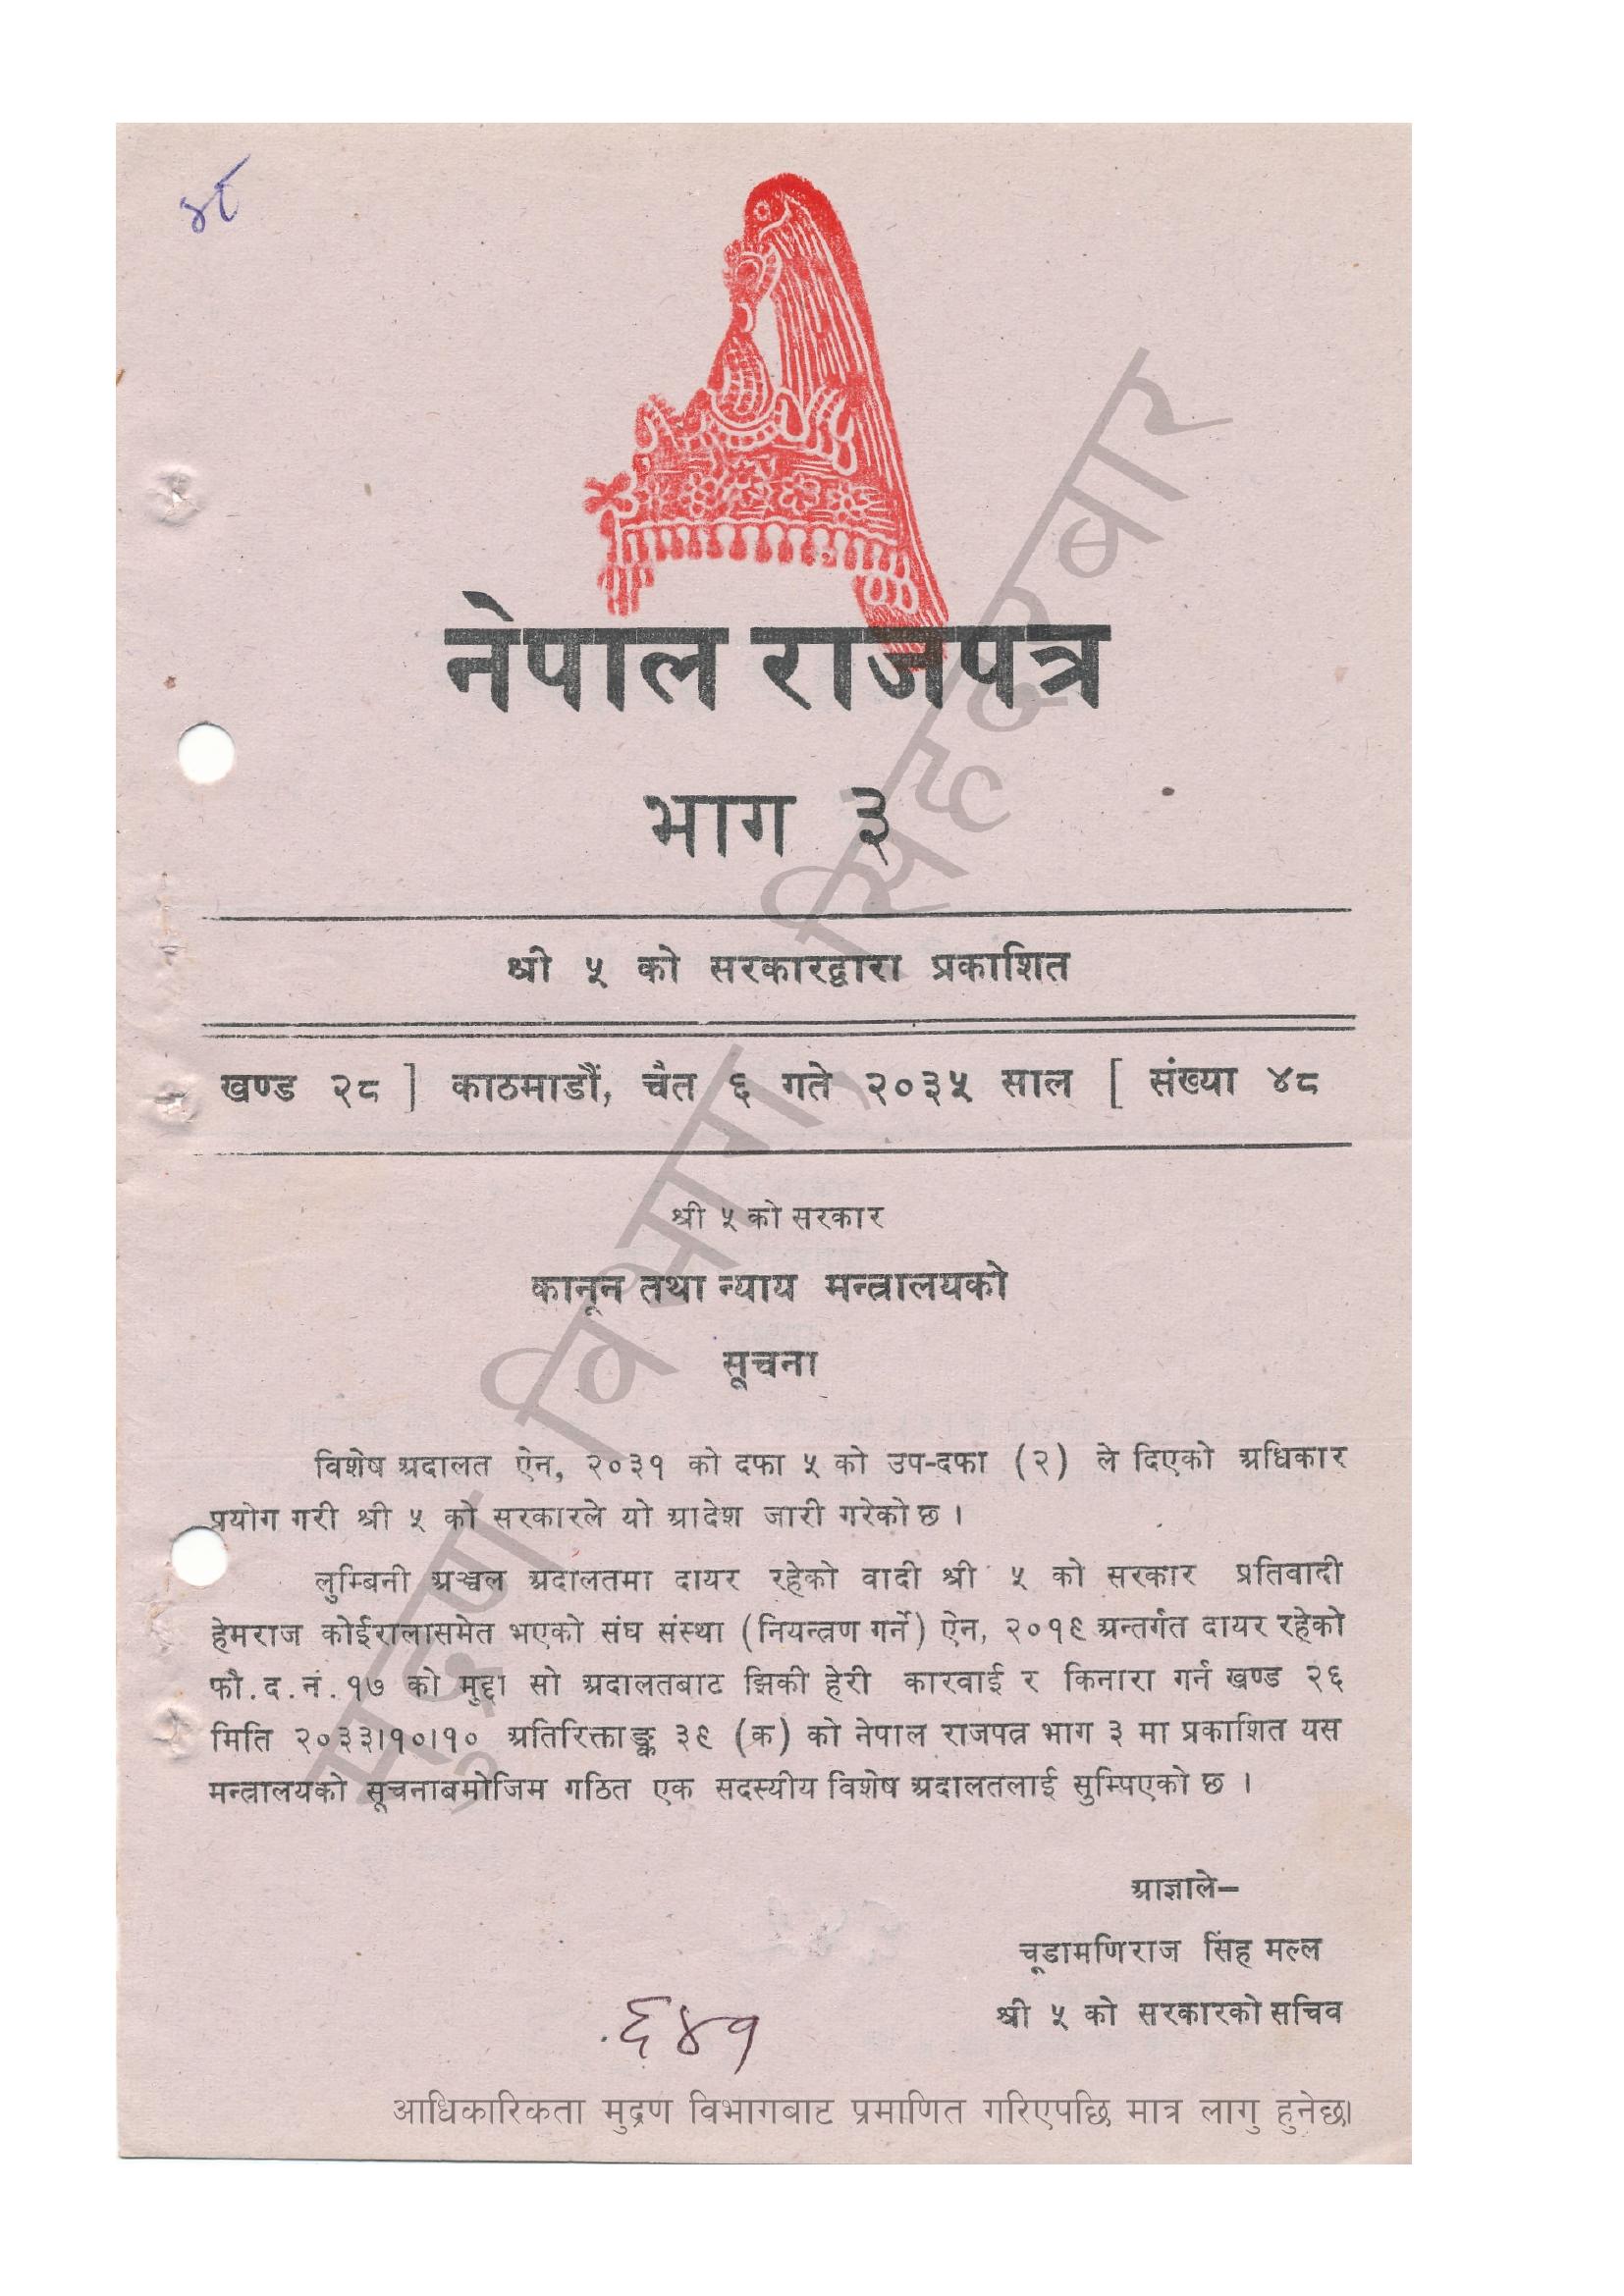 ४८
नेपाल राजपत्र
भाग ३
श्री ५ को सरकारद्वारा प्रकाशित
खण्ड २८ ] काठमाडौं, चैत ६ गते २०३५ साल [ संख्या ४८
श्री ५ को सरकार
कानून तथा न्याय मन्त्रालयको
सूचना
विशेष अदालत ऐन, २०३१ को दफा ५ को उप-दफा (२) ले दिएको अधिकार
प्रयोग गरी श्री ५ को सरकारले यो आदेश जारी गरेको छ ।
लुम्बिनी अञ्चल अदालतमा दायर रहेको वादी श्री ५ को सरकार प्रतिवादी
हेमराज कोईरालासमेत भएको संघ संस्था (नियन्त्रण गर्ने) ऐन, २०१९ अन्तर्गत दायर रहेको
फौ.द.नं.१७ को मुद्दा सो अदालतबाट झिकी हेरी कारवाई र किनारा गर्न खण्ड २६
मिति २०३३।१०।१० अतिरिक्ताङ्क ३९ (क) को नेपाल राजपत्र भाग ३ मा प्रकाशित यस
मन्त्रालयको सूचनाबमोजिम गठित एक सदस्यीय विशेष अदालतलाई सुम्पिएको छ ।
आज्ञाले–
चूडामणिराज सिंह मल्ल
श्री ५ को सरकारको सचिव
६४१
आधिकारिकता मुद्रण विभागबाट प्रमाणित गरिएपछि मात्र लागु हुनेछ।
मुद्रण विभाग, सिंहदरबार